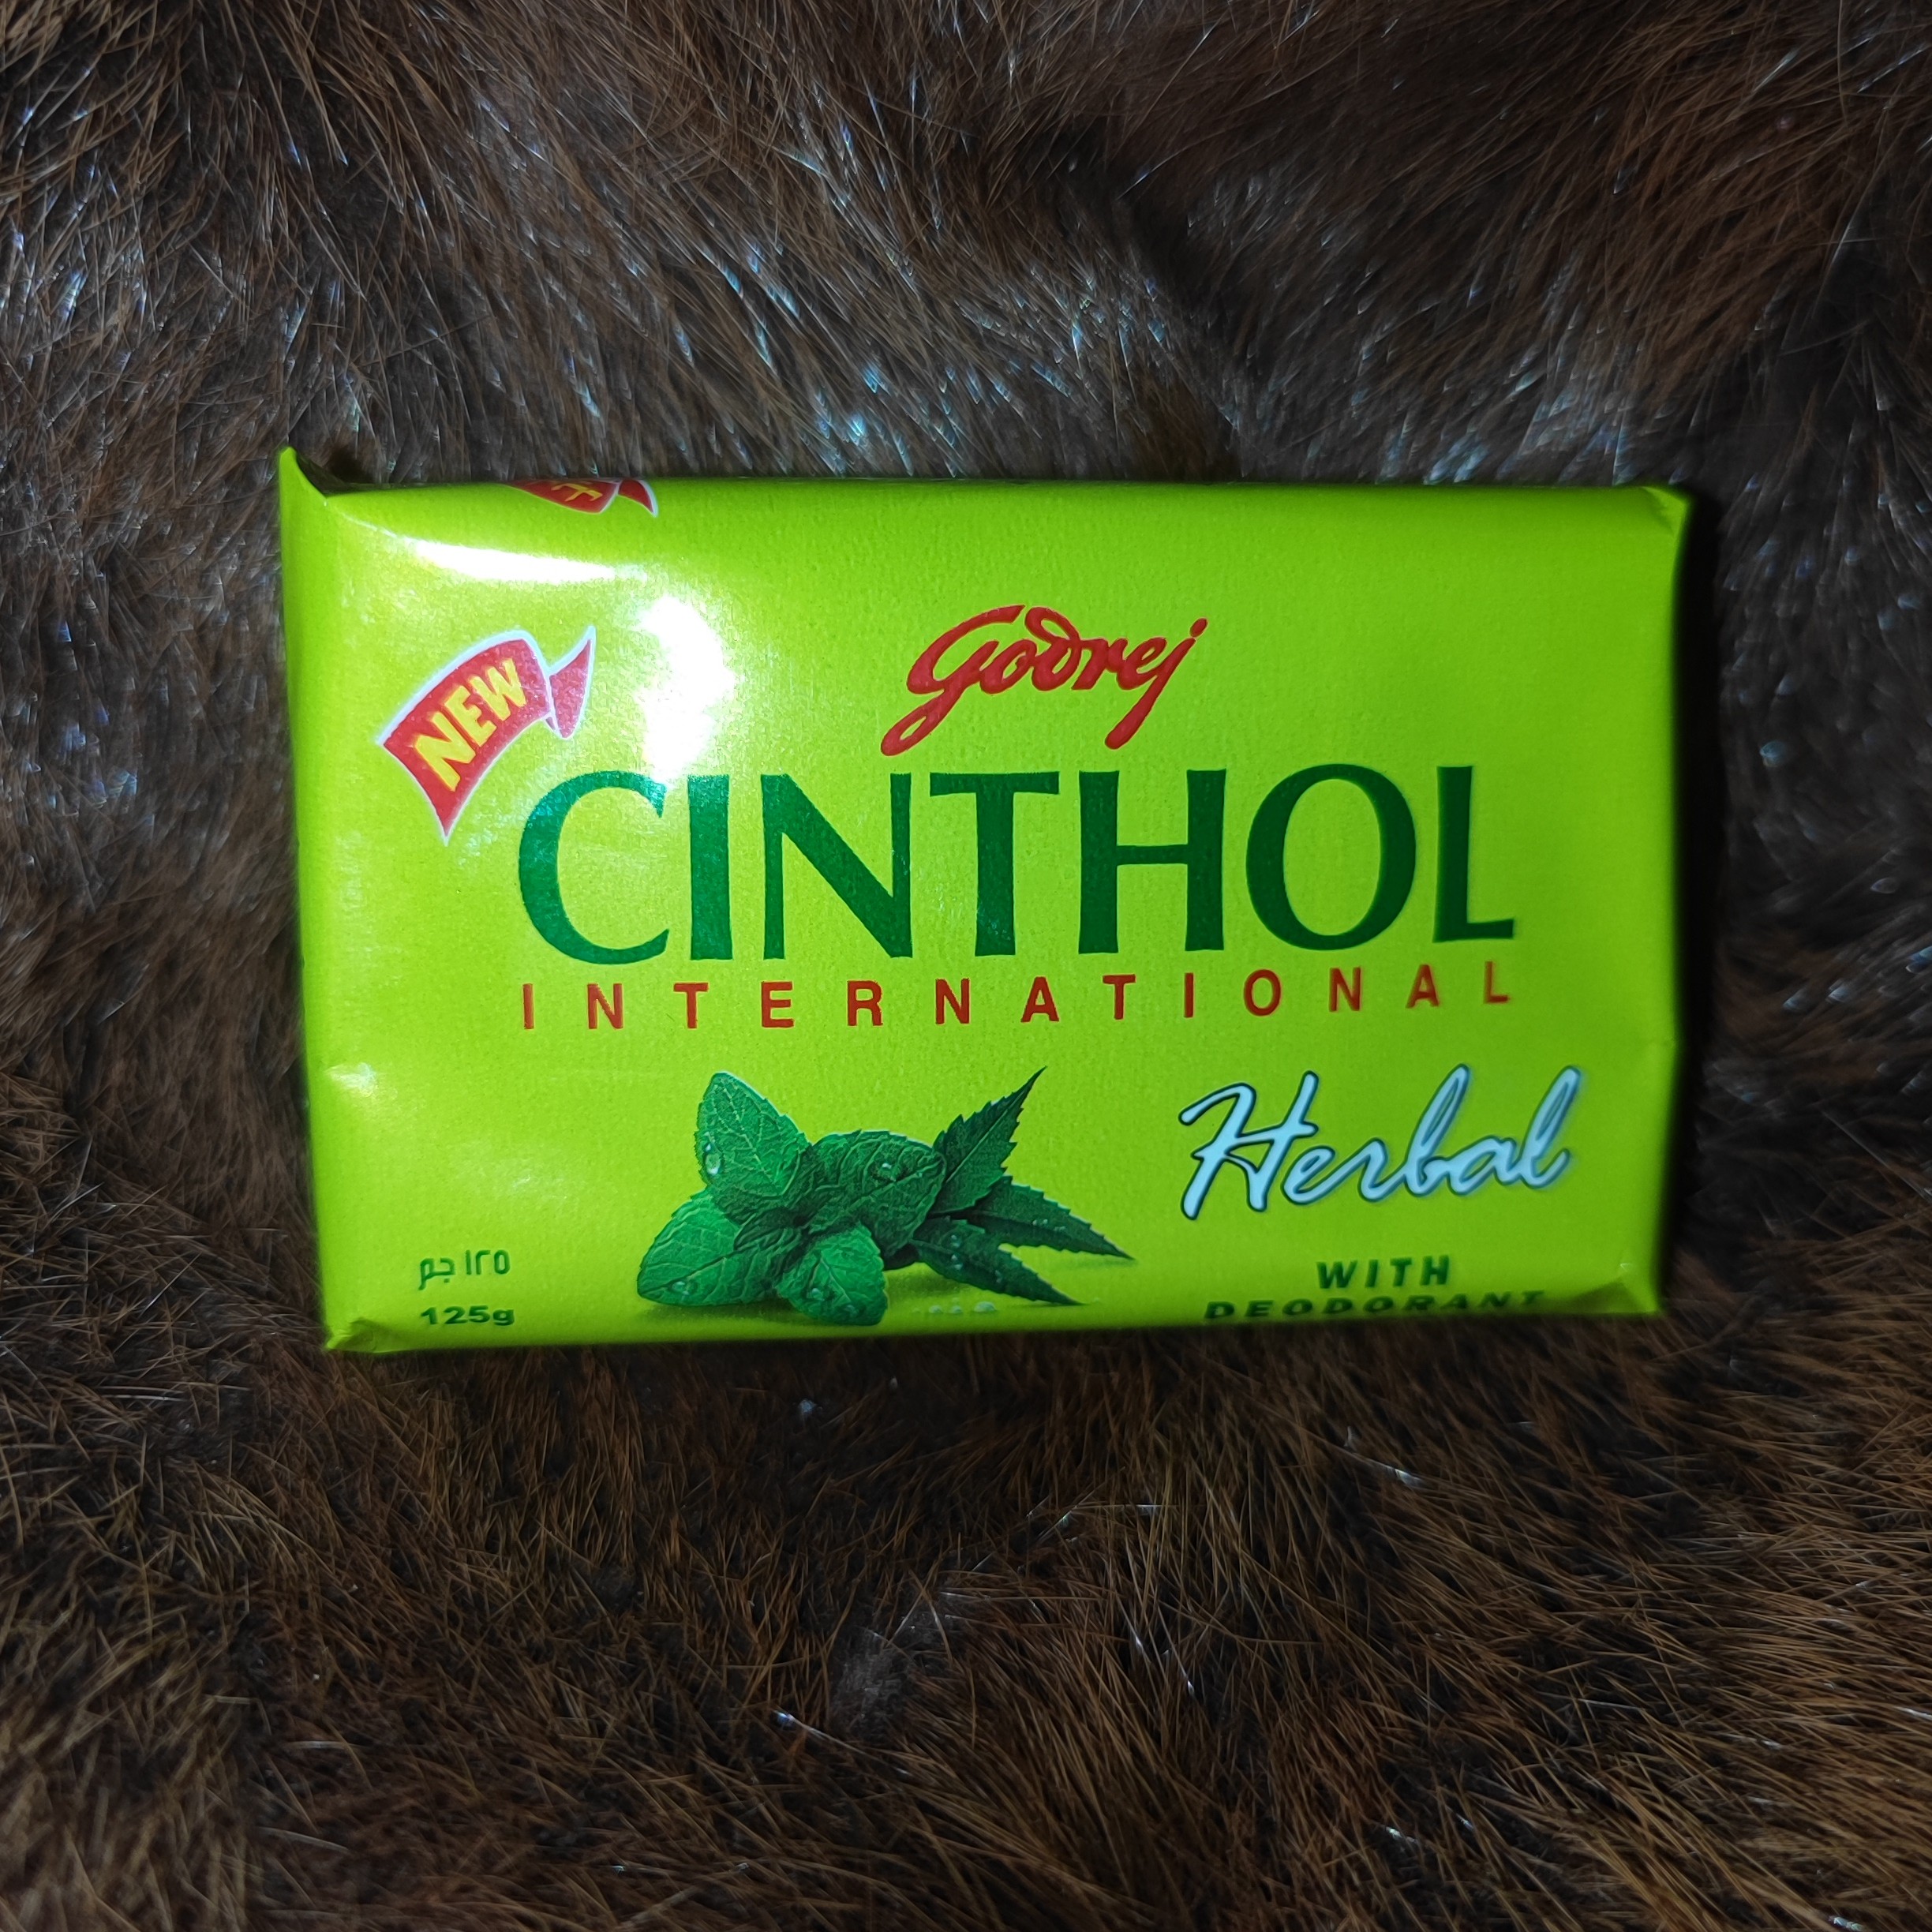 NEW
Godrej
CINTHOL
INTERNATIONAL
Herbal
١٢٥ جم
125g
WITH
DEODORANT